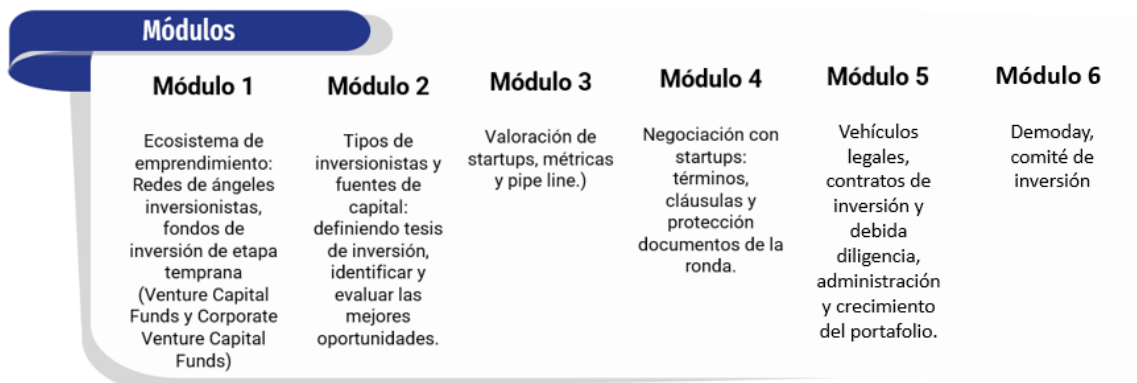 Módulos
Módulo 1
Ecosistema de
emprendimiento:
Redes de ángeles
inversionistas,
fondos de
inversión de etapa
temprana
(Venture Capital
Funds y Corporate
Venture Capital
Funds)
Módulo 2
Tipos de
inversionistas y
fuentes de
capital:
definiendo tesis
de inversión,
identificar y
evaluar las
mejores
oportunidades.
Módulo 3
Valoración de
startups, métricas
y pipe line.)
Módulo 4
Negociación con
startups:
términos,
cláusulas y
protección
documentos de la
ronda.
Módulo 5
Vehículos
legales,
contratos de
inversión y
debida
diligencia,
administración
y crecimiento
del portafolio.
Módulo 6
Demoday,
comité de
inversión